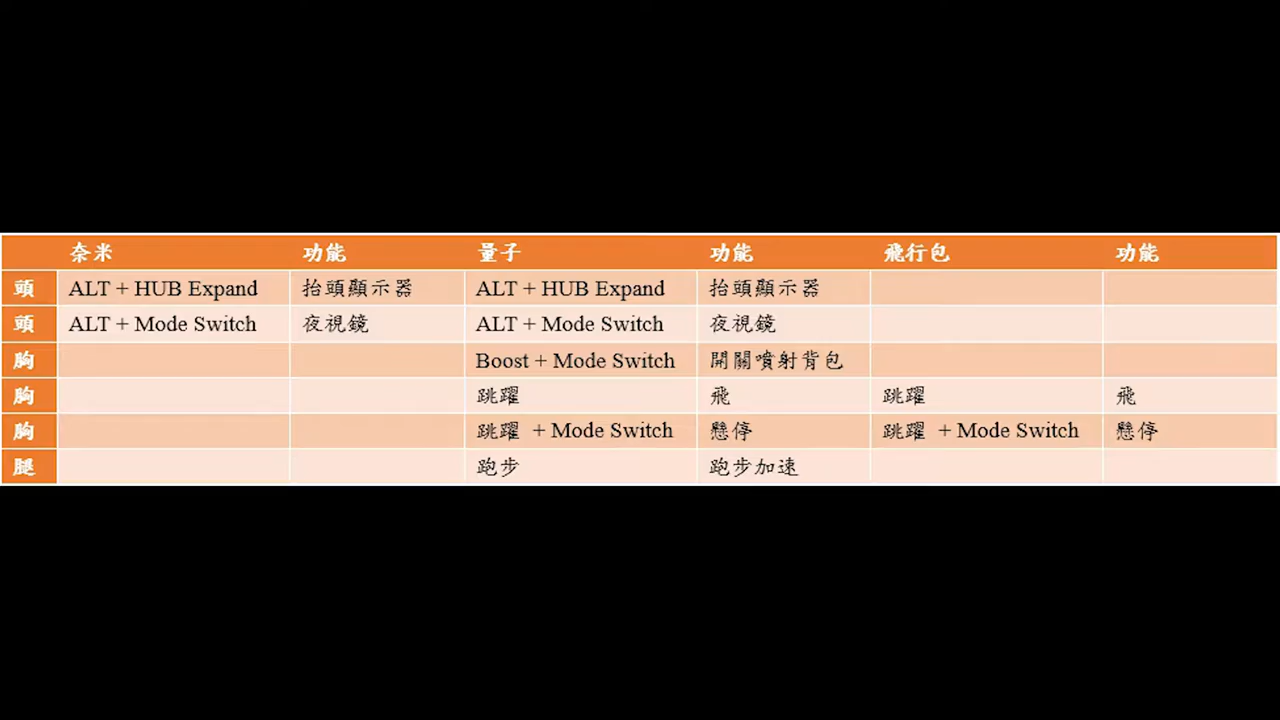 奈米 功能 量子 功能 飛行包 功能
頭 ALT + HUB Expand 抬頭顯示器 ALT + HUB Expand 抬頭顯示器
頭 ALT + Mode Switch 夜視鏡 ALT + Mode Switch 夜視鏡
胸 Boost + Mode Switch 開關噴射背包
胸 跳躍 飛 跳躍 飛
胸 跳躍 + Mode Switch 懸停 跳躍 + Mode Switch 懸停
腿 跑步 跑步加速